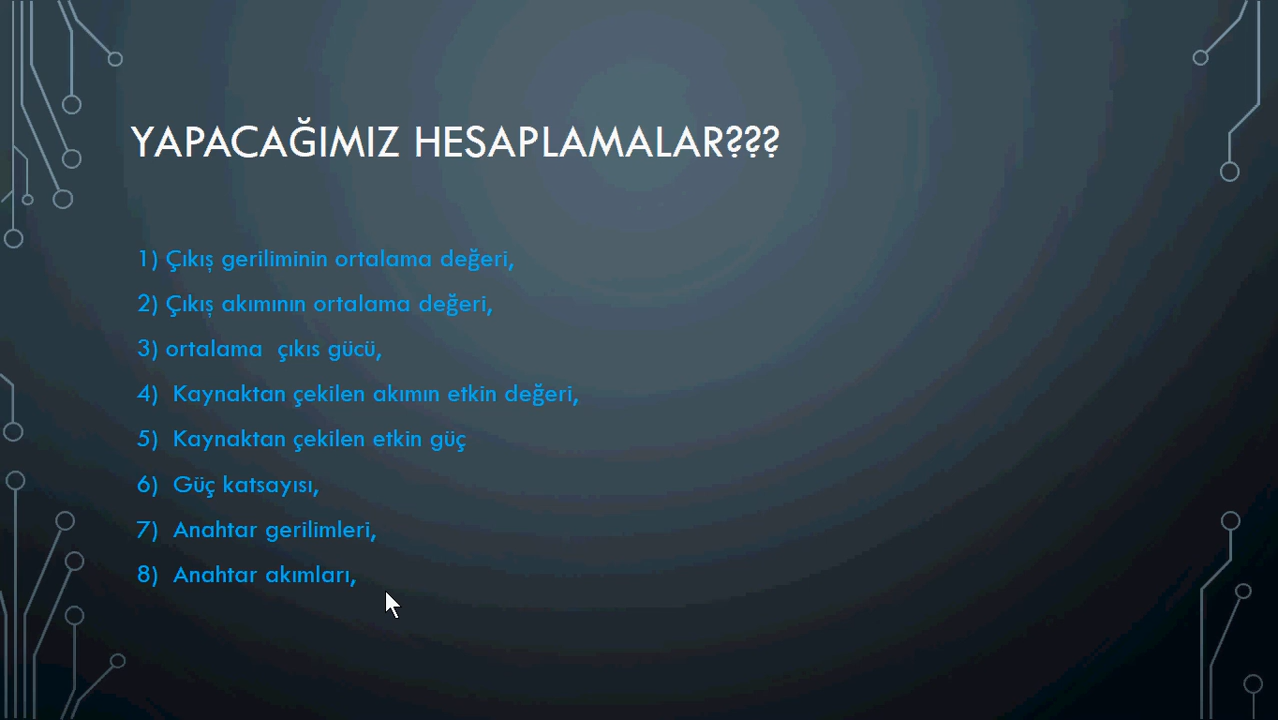 YAPACAĞIMIZ HESAPLAMALAR???
1) Çıkış geriliminin ortalama değeri,
2) Çıkış akımının ortalama değeri,
3) ortalama  çıkıs gücü,
4)  Kaynaktan çekilen akımın etkin değeri,
5)  Kaynaktan çekilen etkin güç
6)  Güç katsayısı,
7)  Anahtar gerilimleri,
8)  Anahtar akımları,